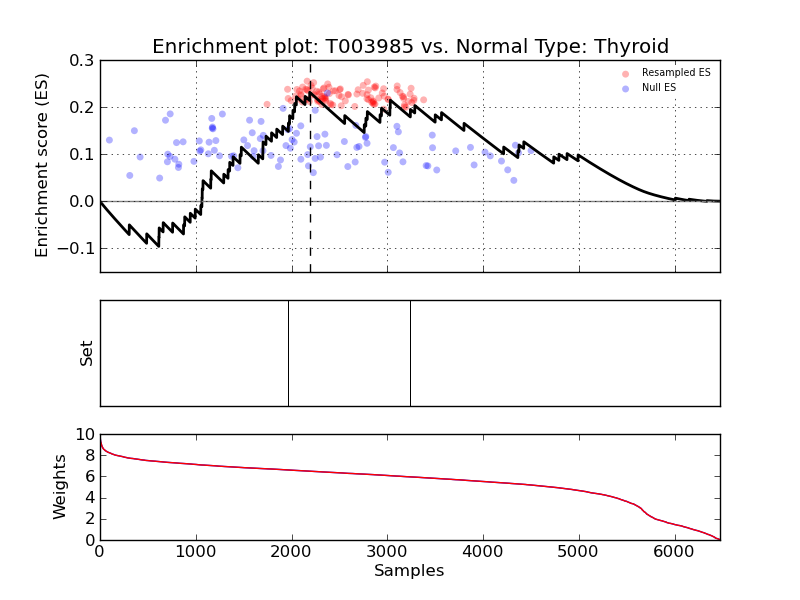 Enrichment plot: T003985 vs. Normal Type: Thyroid
Enrichment score (ES)
0.3
0.2
0.1
0.0
−0.1
Resampled ES
Null ES
Set
Weights
10
8
6
4
2
0
0 1000 2000 3000 4000 5000 6000
Samples